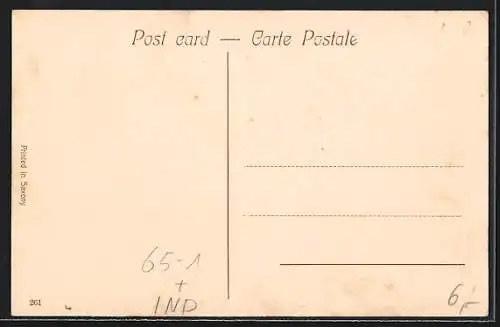 Post card — Carte Postale
Printed in Saxony
65-1
+
IND
6,-
261